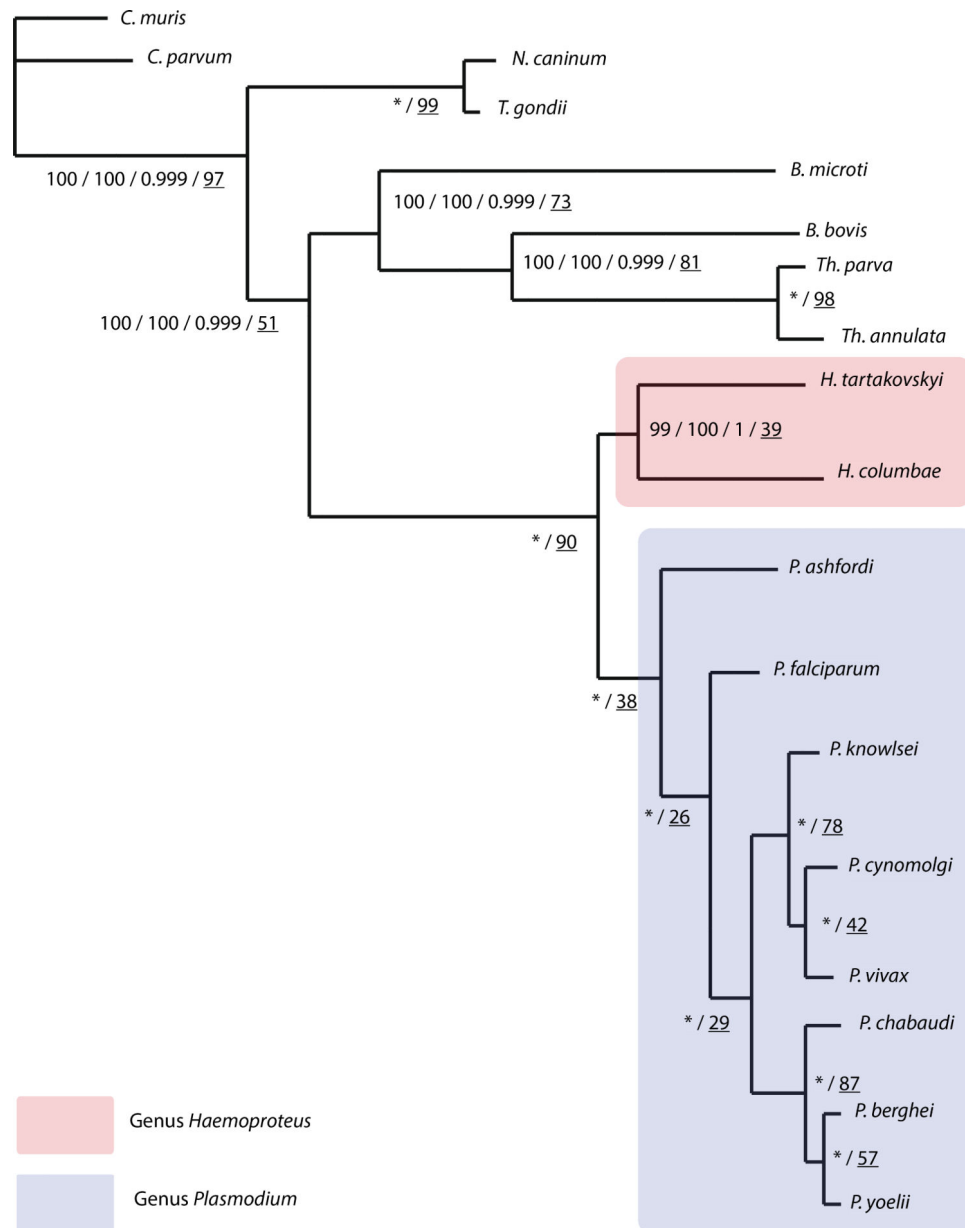 C. muris
C. parvum
N. caninum
* / 99
T. gondii
B. microti
100 / 100 / 0.999 / 97
100 / 100 / 0.999 / 73
B. bovis
100 / 100 / 0.999 / 81
Th. parva
* / 98
100 / 100 / 0.999 / 51
Th. annulata
H. tartakovskyi
99 / 100 / 1 / 39
H. columbae
* / 90
P. ashfordi
P. falciparum
* / 38
P. knowlsei
* / 26
* / 78
P. cynomolgi
* / 42
P. vivax
* / 29
P. chabaudi
* / 87
P. berghei
Genus Haemoproteus
* / 57
Genus Plasmodium
P. yoelii